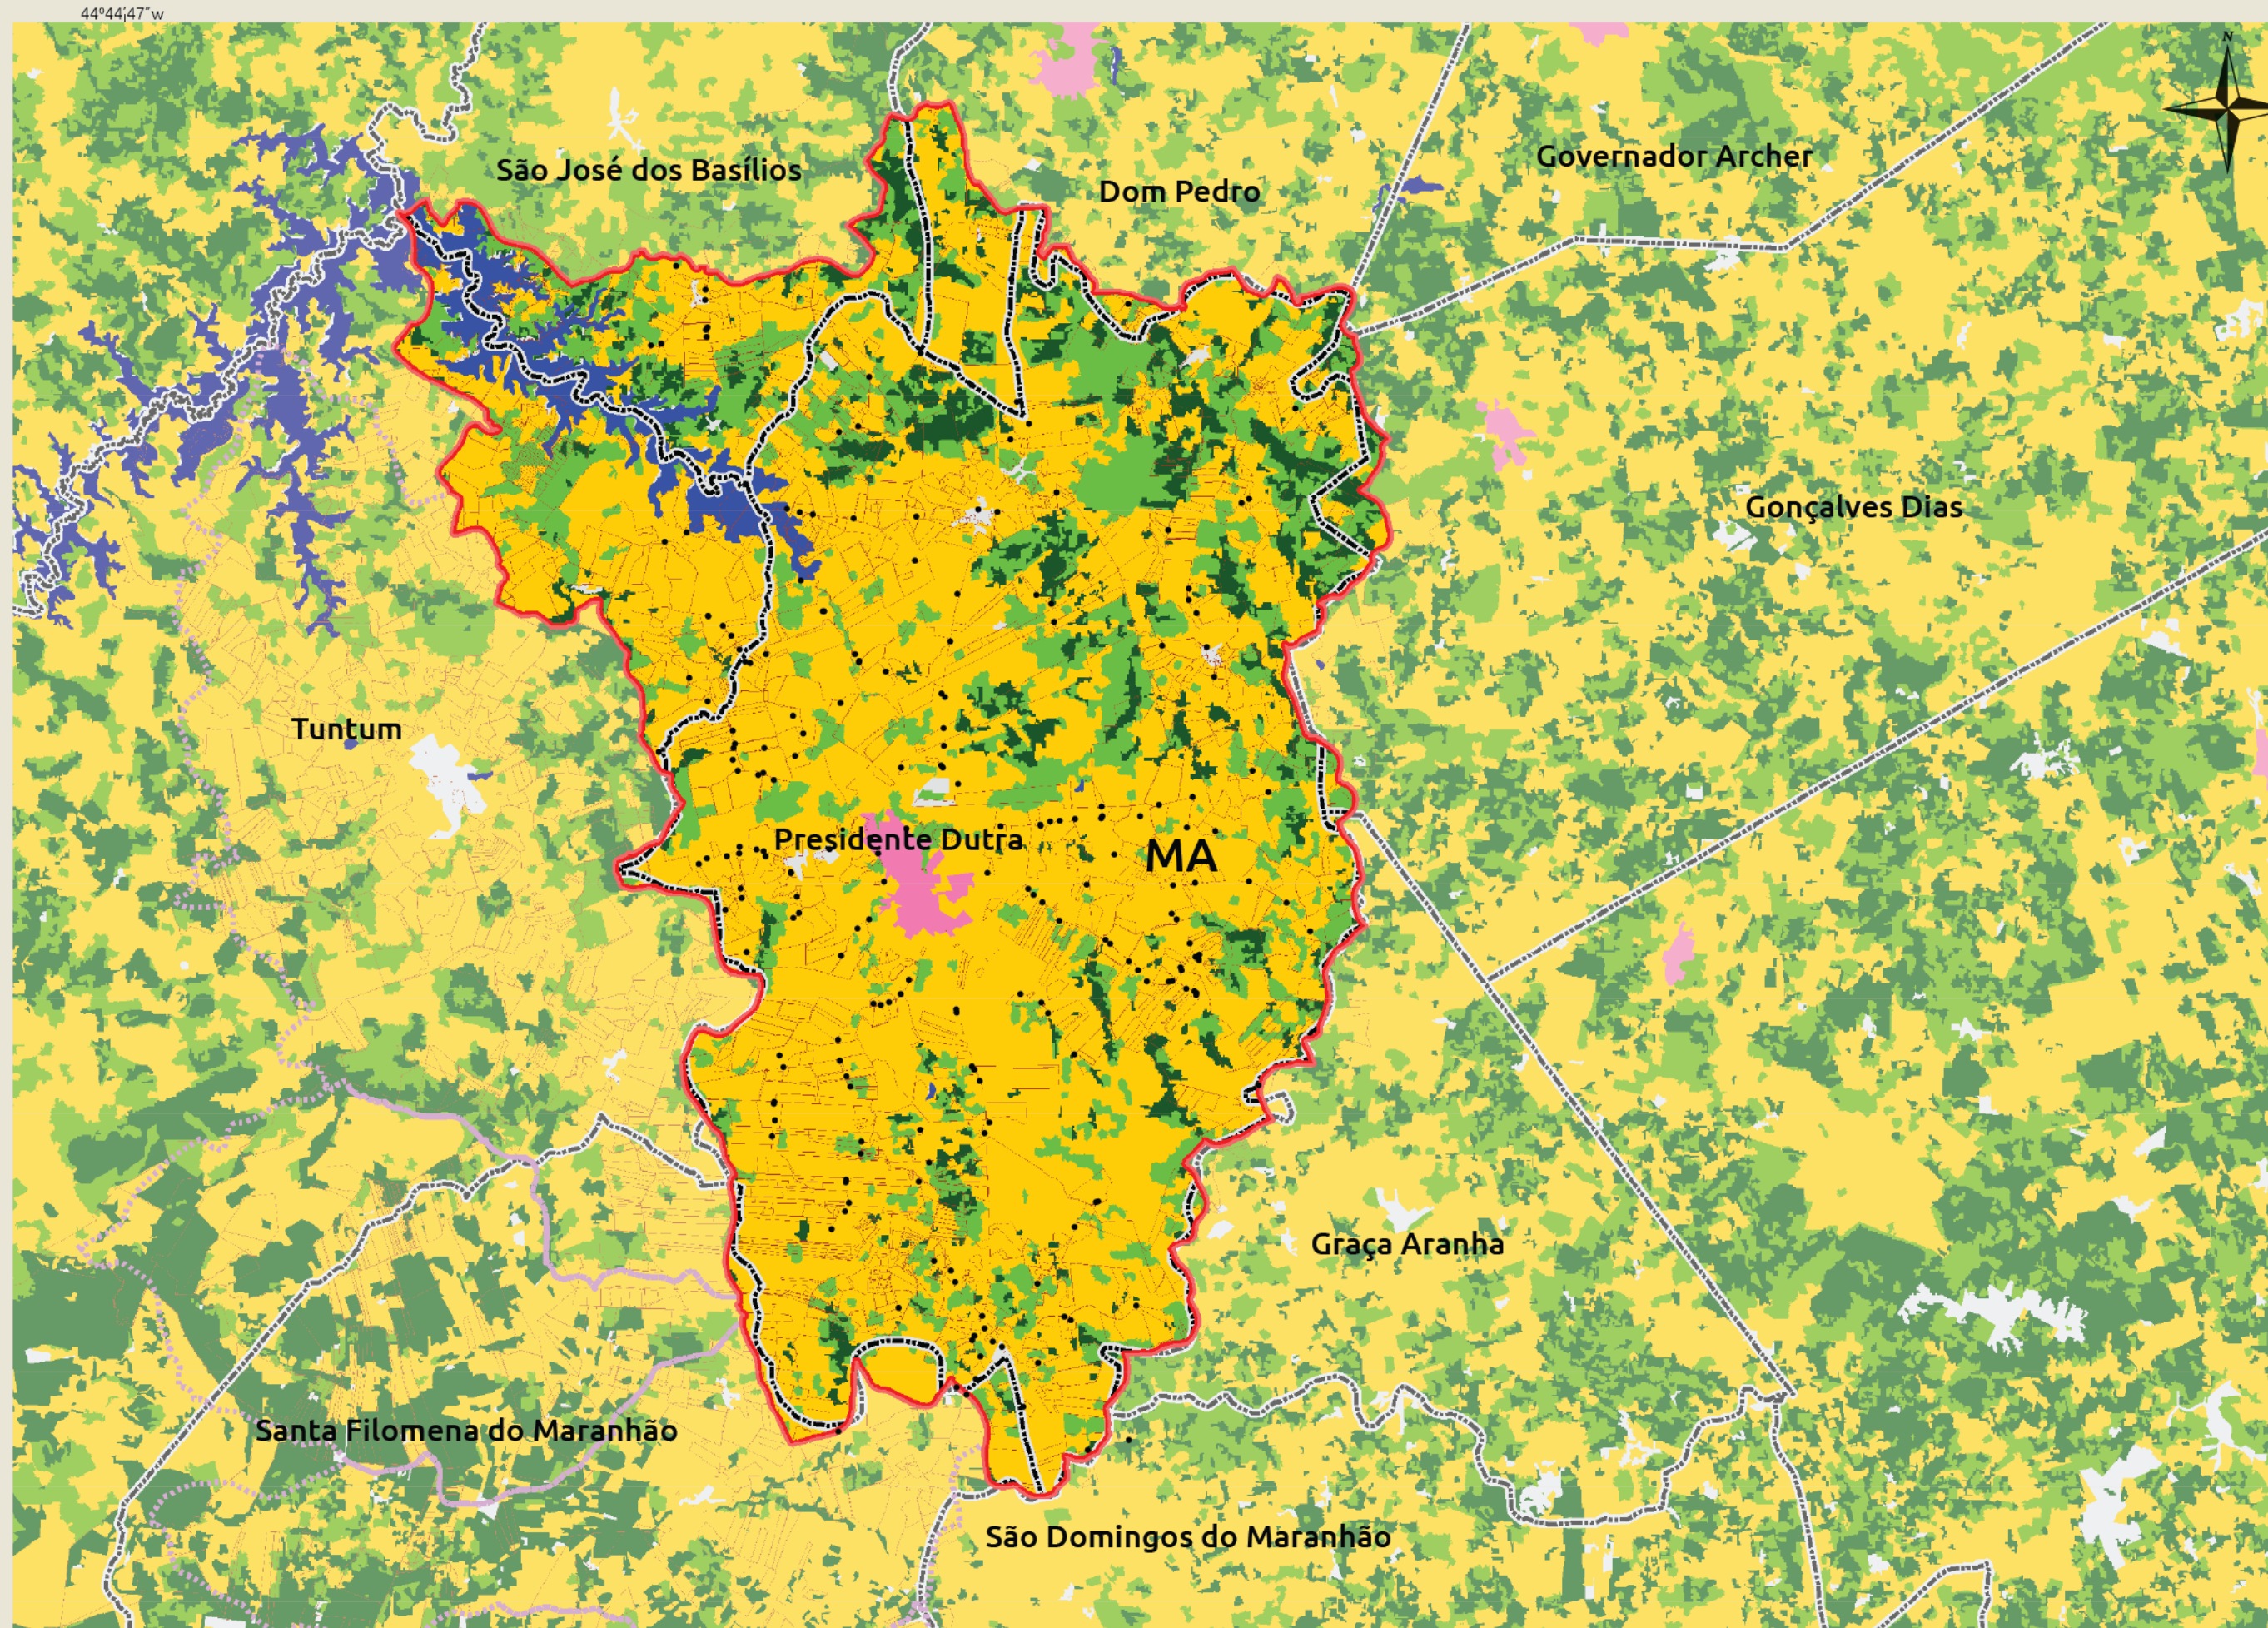 44º44'47"w
N
Governador Archer
São José dos Basílios
Dom Pedro
Gonçalves Dias
Tuntum
Presidente Dutra
MA
Graça Aranha
Santa Filomena do Maranhão
São Domingos do Maranhão